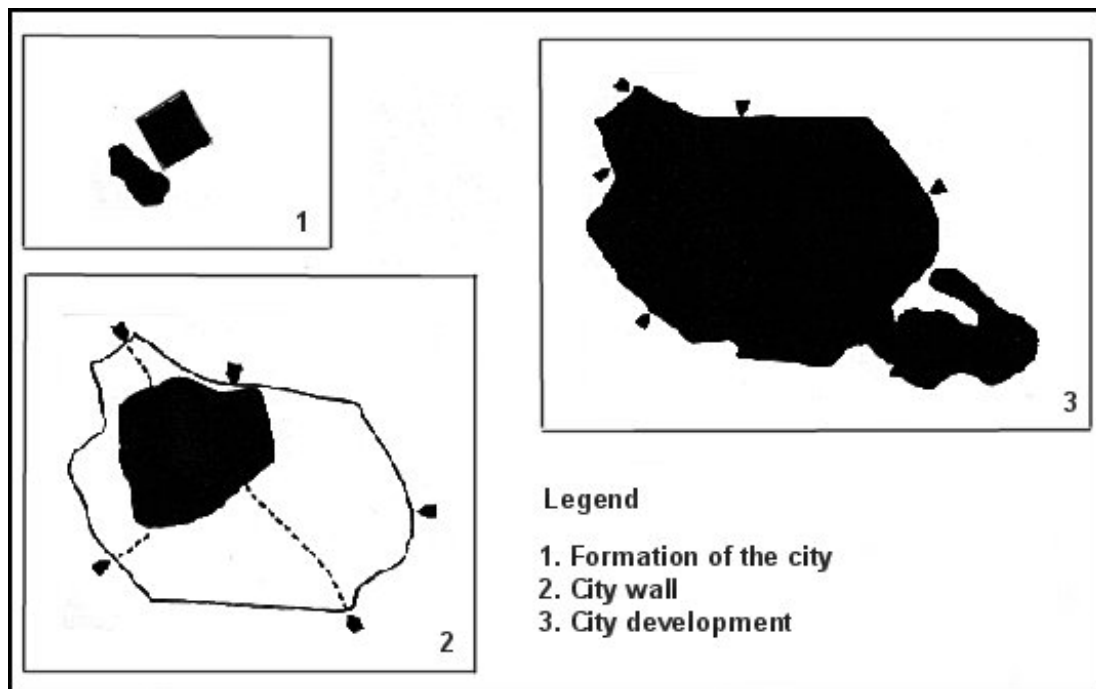 1
2
3
Legend
1. Formation of the city
2. City wall
3. City development